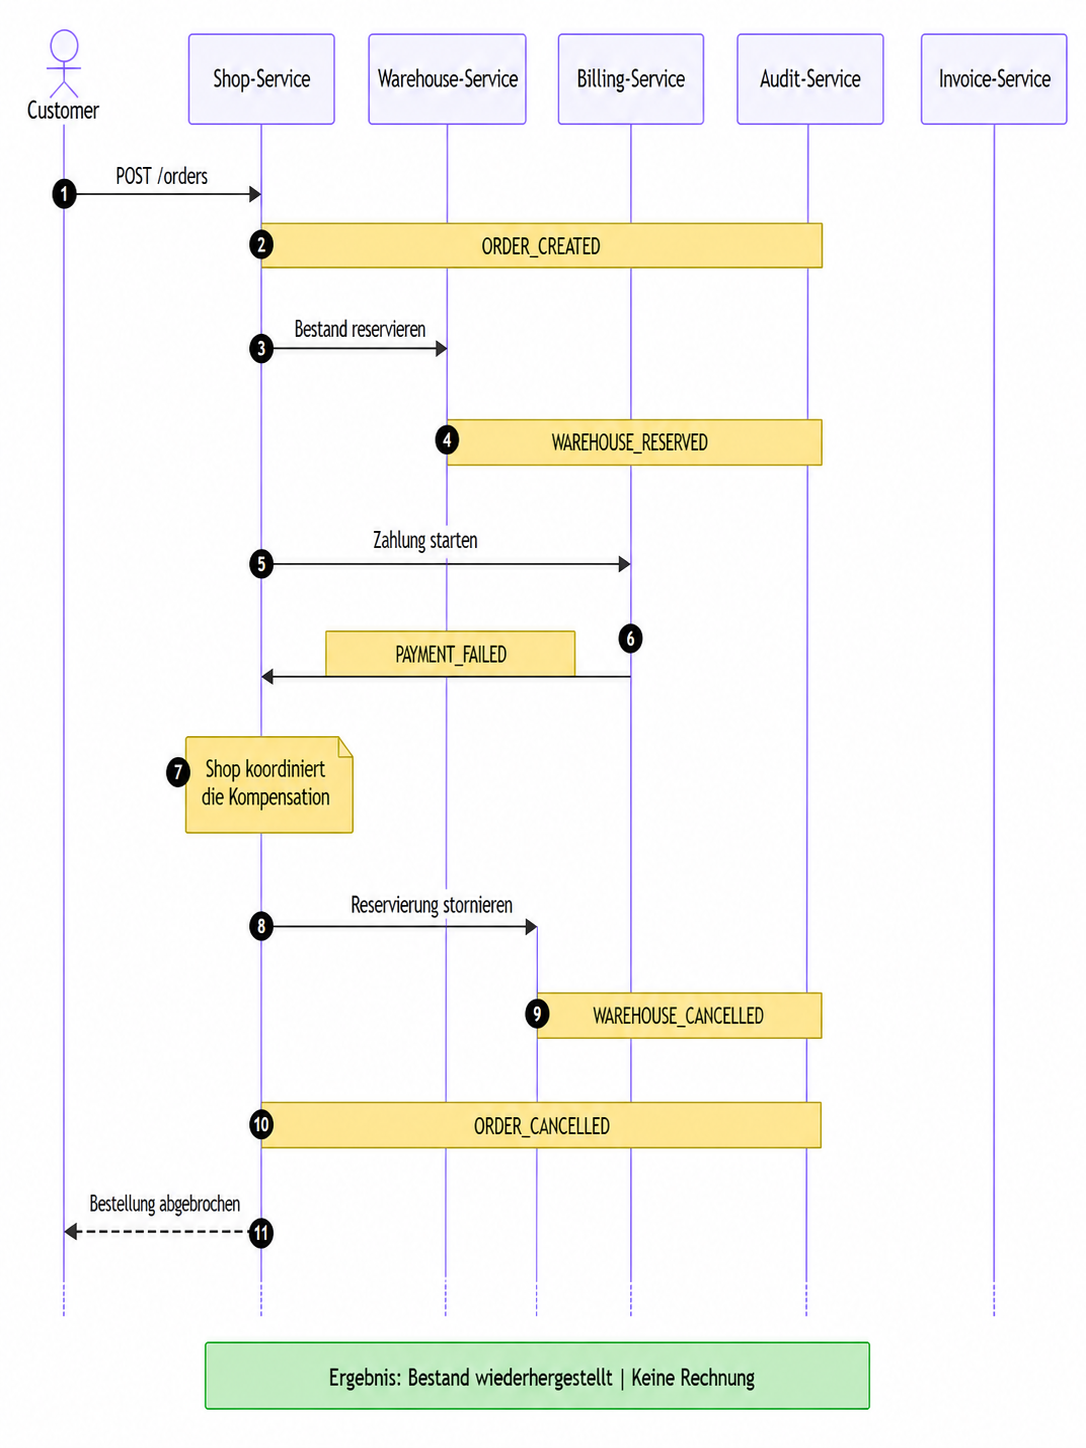 Customer
Shop-Service
Warehouse-Service
Billing-Service
Audit-Service
Invoice-Service
POST /orders
1
2
ORDER_CREATED
Bestand reservieren
3
4
WAREHOUSE_RESERVED
Zahlung starten
5
6
PAYMENT_FAILED
7
Shop koordiniert
die Kompensation
Reservierung stornieren
8
9
WAREHOUSE_CANCELLED
10
ORDER_CANCELLED
Bestellung abgebrochen
11
Ergebnis: Bestand wiederhergestellt | Keine Rechnung